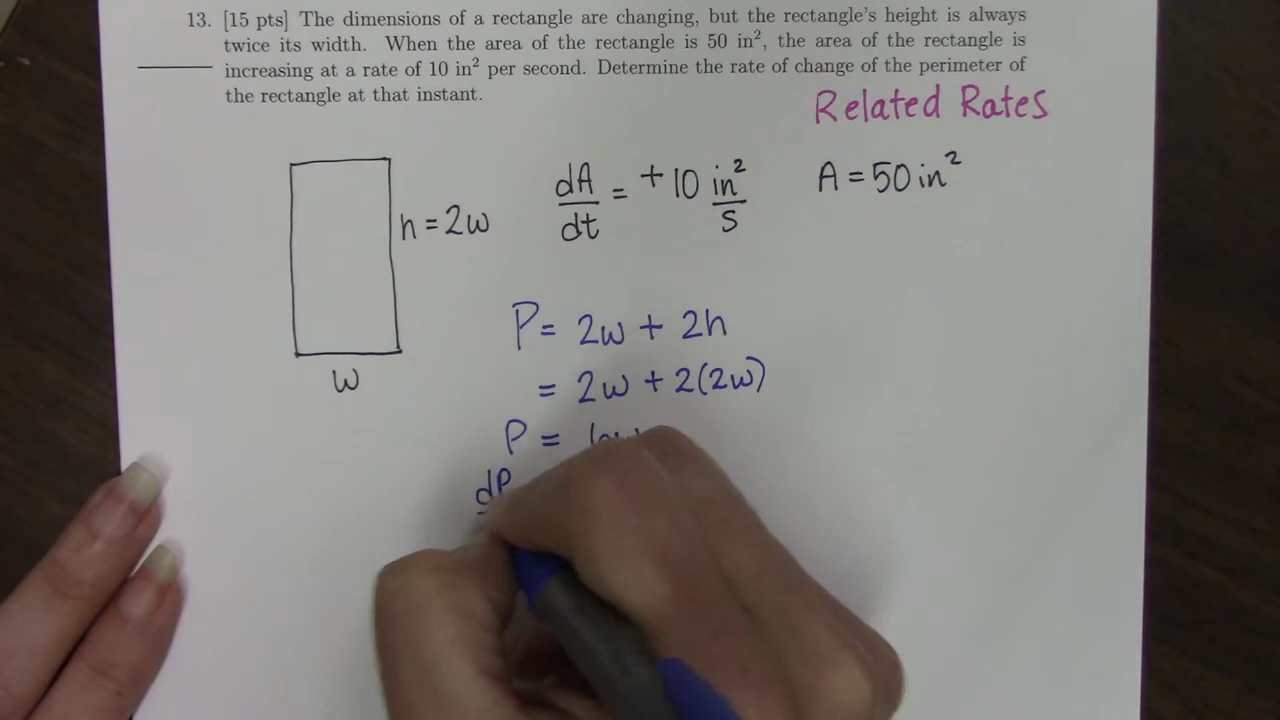 13. [15 pts] The dimensions of a rectangle are changing, but the rectangle's height is always
twice its width. When the area of the rectangle is 50 in², the area of the rectangle is
increasing at a rate of 10 in² per second. Determine the rate of change of the perimeter of
the rectangle at that instant.
Related Rates
h = 2w
w
dA/dt = +10 in²/s
A = 50 in²
P = 2w + 2h
= 2w + 2(2w)
P =
dP